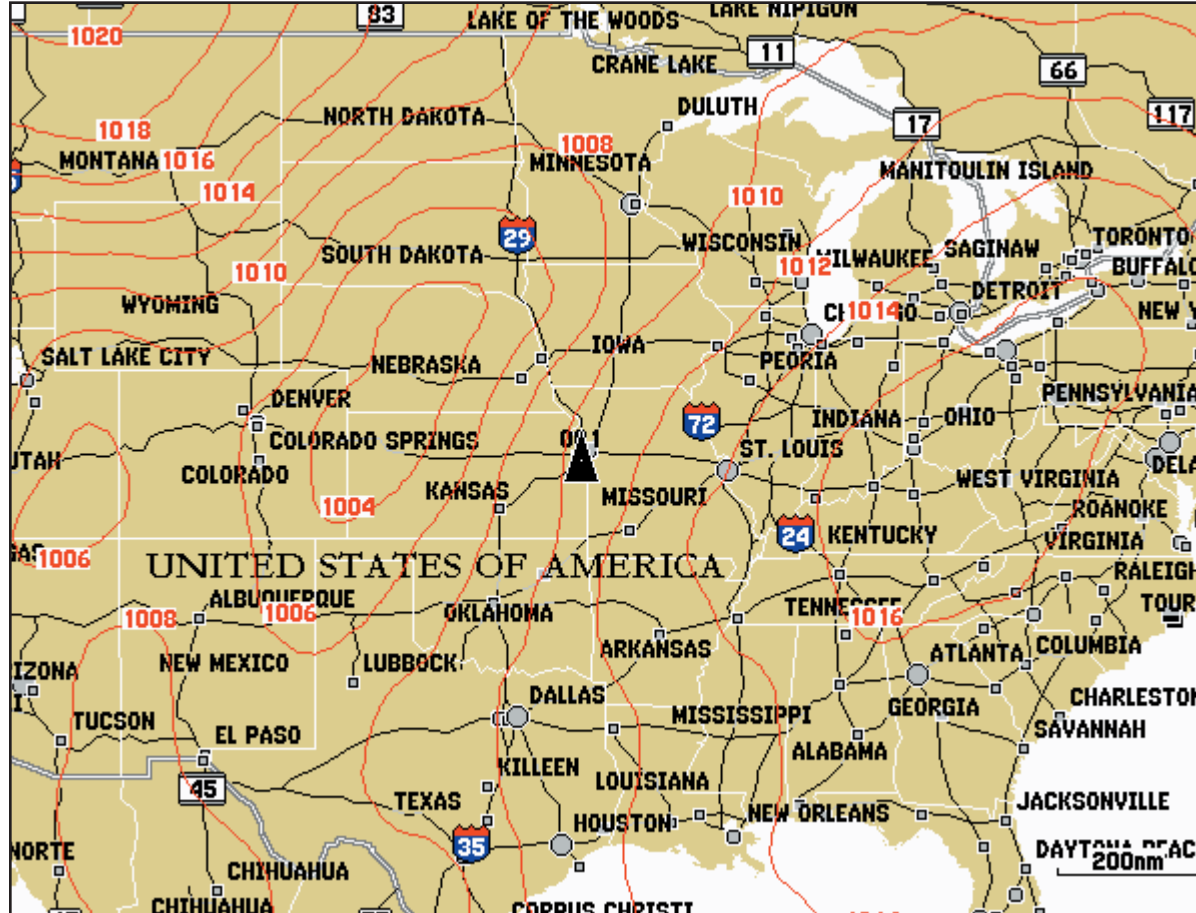 83
LAKE OF THE WOODS
LAKE NIPIGON
1020
11
CRANE LAKE
66
DULUTH
NORTH DAKOTA
117
17
1018
1008
MONTANA
1016
MINNESOTA
MANITOULIN ISLAND
1014
1010
29
WISCONSIN
SOUTH DAKOTA
SAGINAW
TORONTO
MILWAUKEE
1012
BUFFALO
1010
DETROIT
WYOMING
1014
NEW Y
IOWA
SALT LAKE CITY
PEORIA
NEBRASKA
PENNSYLVANIA
DENVER
72
INDIANA
OHIO
COLORADO SPRINGS
ST. LOUIS
UTAH
COLORADO
WEST VIRGINIA
KANSAS
MISSOURI
1004
ROANOKE
24
KENTUCKY
VIRGINIA
1006
UNITED STATES OF AMERICA
RALEIGH
ALBUQUERQUE
1006
OKLAHOMA
TENNESSEE
TOUR
1008
1016
COLUMBIA
ARKANSAS
ATLANTA
NEW MEXICO
LUBBOCK
DALLAS
CHARLESTON
GEORGIA
MISSISSIPPI
TUCSON
SAVANNAH
EL PASO
ALABAMA
KILLEEN
LOUISIANA
45
TEXAS
JACKSONVILLE
NEW ORLEANS
HOUSTON
35
NORTE
200nm
CHIHUAHUA
CHIHUAHUA
CORPUS CHRISTI